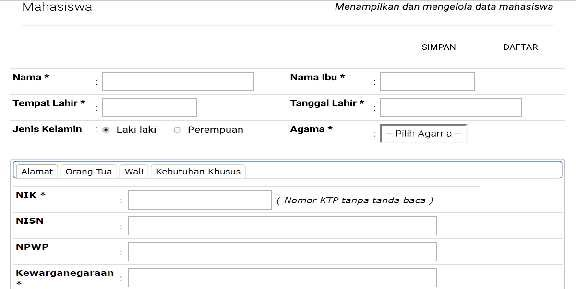 Mahasiswa
Menampilkan dan mengelola data mahasiswa
SIMPAN DAFTAR
Nama * : Nama Ibu * :
Tempat Lahir * : Tanggal Lahir * :
Jenis Kelamin : Laki laki Perempuan Agama * : -- Pilih Agama --
Alamat Orang Tua Wali Kebutuhan Khusus
NIK * : ( Nomor KTP tanpa tanda baca )
NISN :
NPWP :
Kewarganegaraan * :